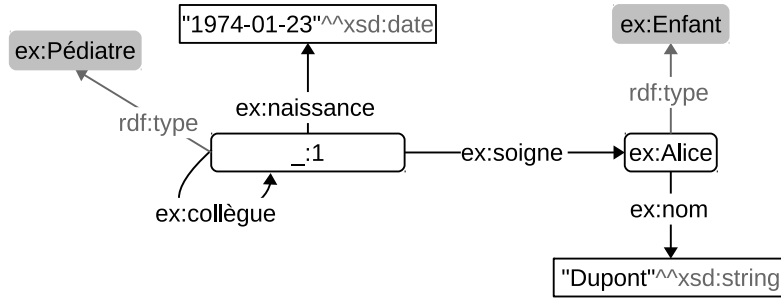 "1974-01-23"^^xsd:date
ex:Enfant
ex:Pédiatre
rdf:type
ex:naissance
rdf:type
_:1
ex:soigne
ex:Alice
ex:collègue
ex:nom
"Dupont"^^xsd:string